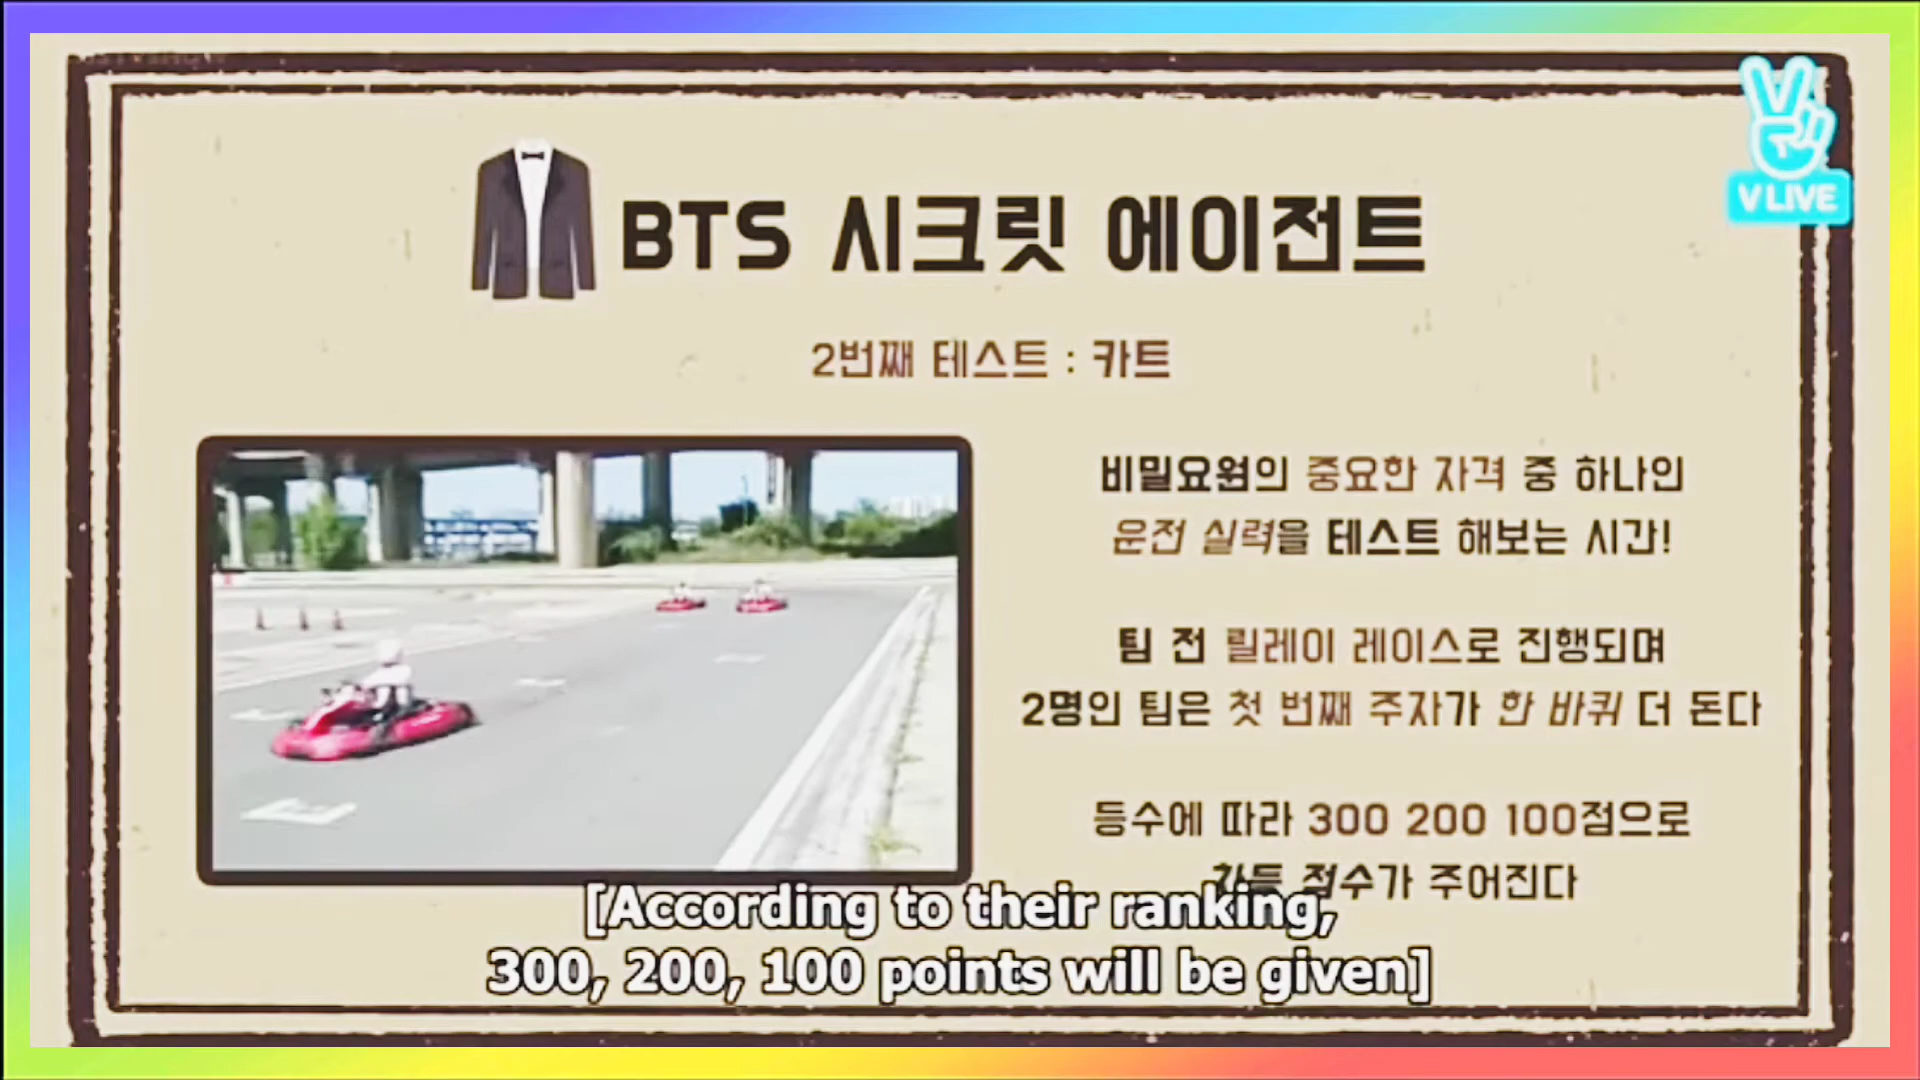 V LIVE
BTS 시크릿 에이전트
2번째 테스트 : 카트
비밀요원의 중요한 자격 중 하나인
운전 실력을 테스트 해보는 시간!
팀 전 릴레이 레이스로 진행되며
2명인 팀은 첫 번째 주자가 한 바퀴 더 돈다
등수에 따라 300 200 100점으로
차등 점수가 주어진다
[According to their ranking,
300, 200, 100 points will be given]